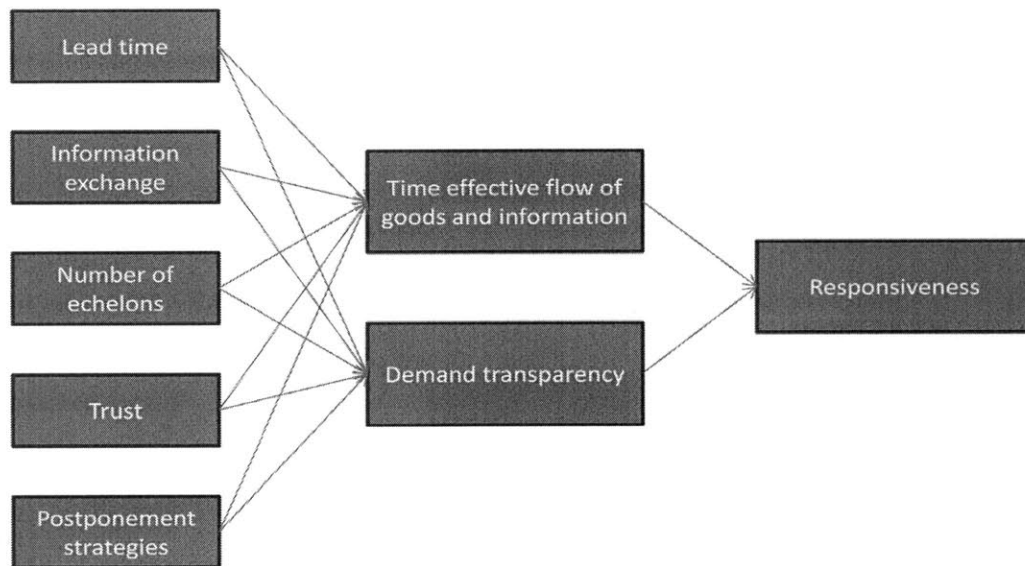 Lead time
Information
exchange
Number of
echelons
Trust
Postponement
strategies
Time effective flow of
goods and information
Demand transparency
Responsiveness